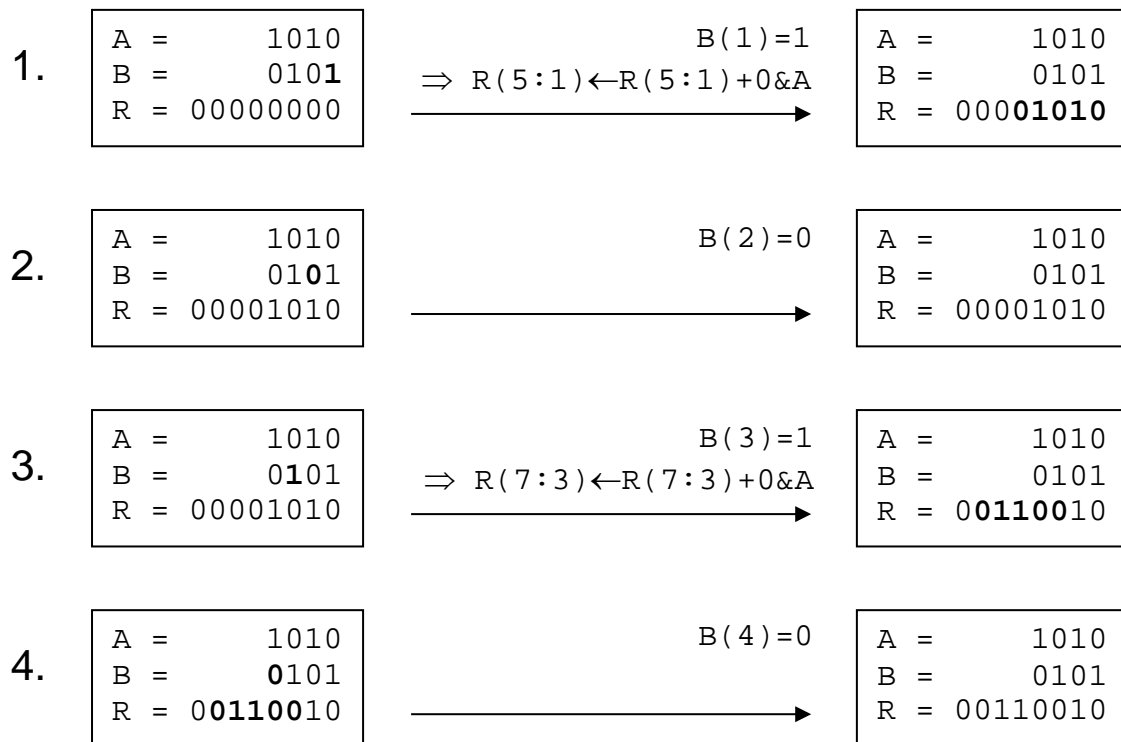 1.
A =     1010
B =     0101
R = 00000000
B(1)=1
⇒ R(5:1)←R(5:1)+0&A
A =     1010
B =     0101
R = 00001010
2.
A =     1010
B =     0101
R = 00001010
B(2)=0
A =     1010
B =     0101
R = 00001010
3.
A =     1010
B =     0101
R = 00001010
B(3)=1
⇒ R(7:3)←R(7:3)+0&A
A =     1010
B =     0101
R = 00110010
4.
A =     1010
B =     0101
R = 00110010
B(4)=0
A =     1010
B =     0101
R = 00110010